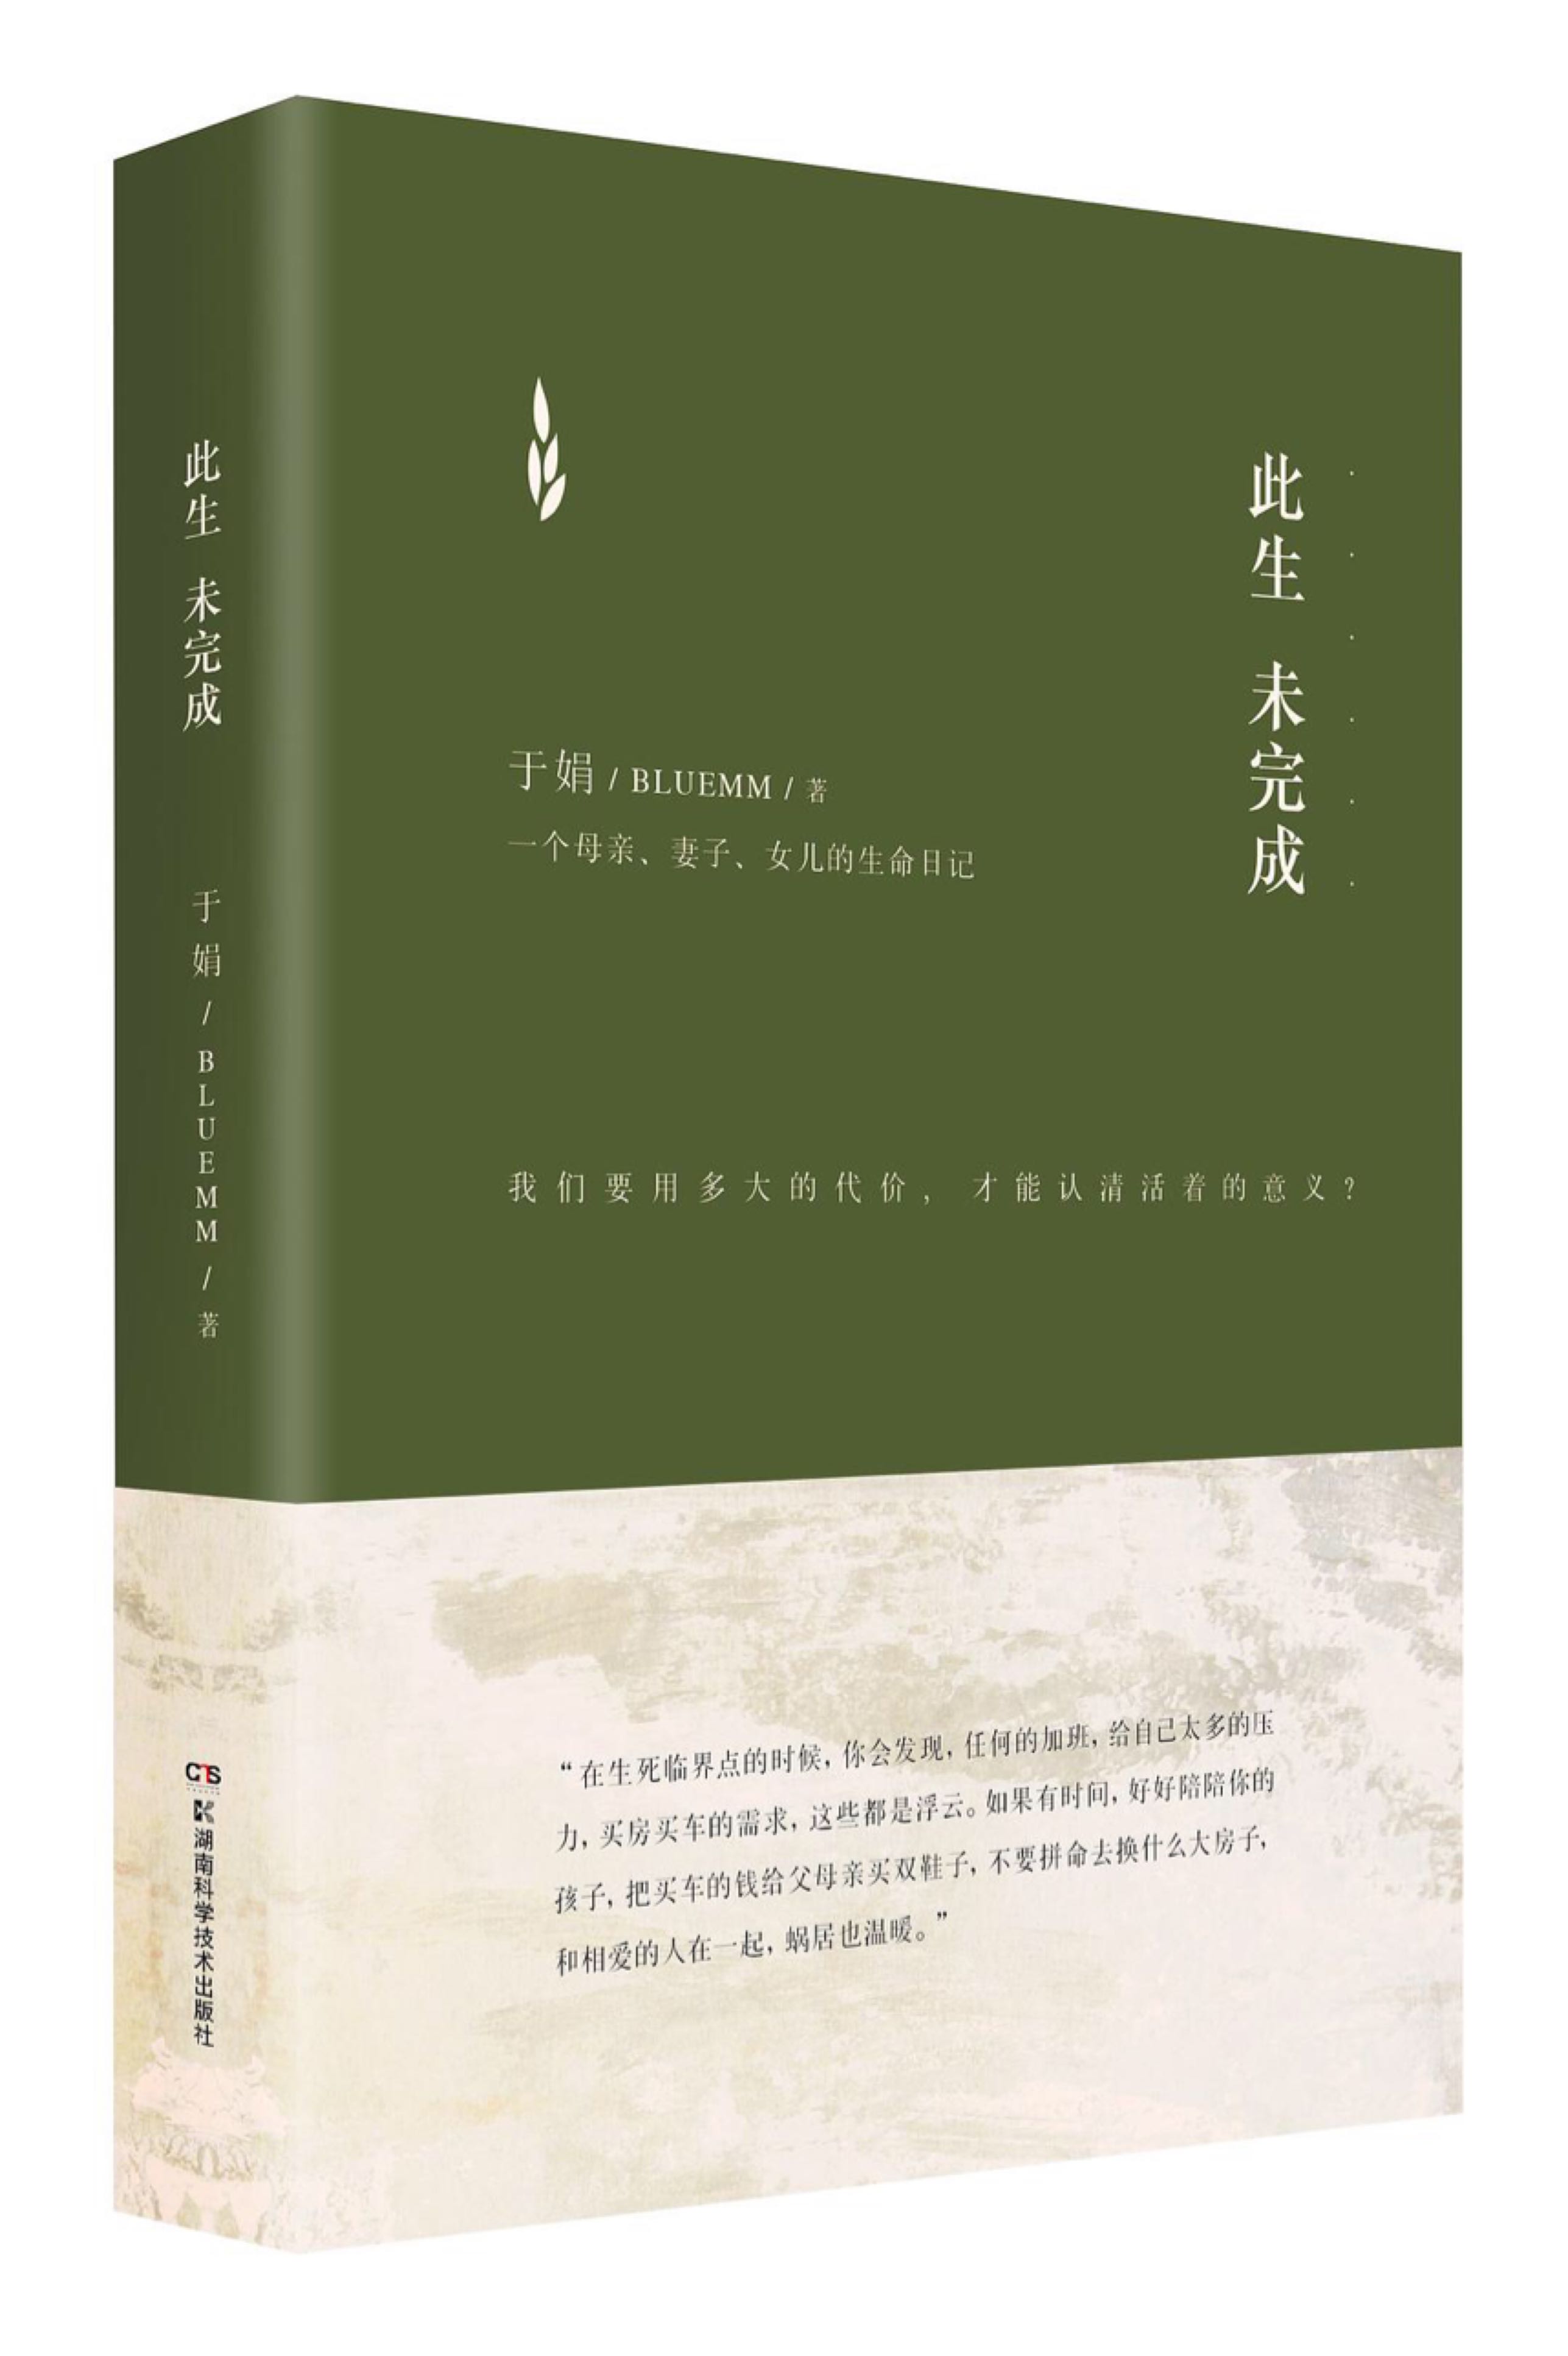 此生 未完成
于娟 / BLUEMM / 著
一个母亲、妻子、女儿的生命日记
我们要用多大的代价，才能认清活着的意义？
“在生死临界点的时候，你会发现，任何的加班，给自己太多的压
力，买房买车的需求，这些都是浮云。如果有时间，好好陪陪你的
孩子，把买车的钱给父母亲买双鞋子，不要拼命去换什么大房子，
和相爱的人在一起，蜗居也温暖。”
此生 未完成
于娟 / BLUEMM / 著
CTS
湖南科学技术出版社